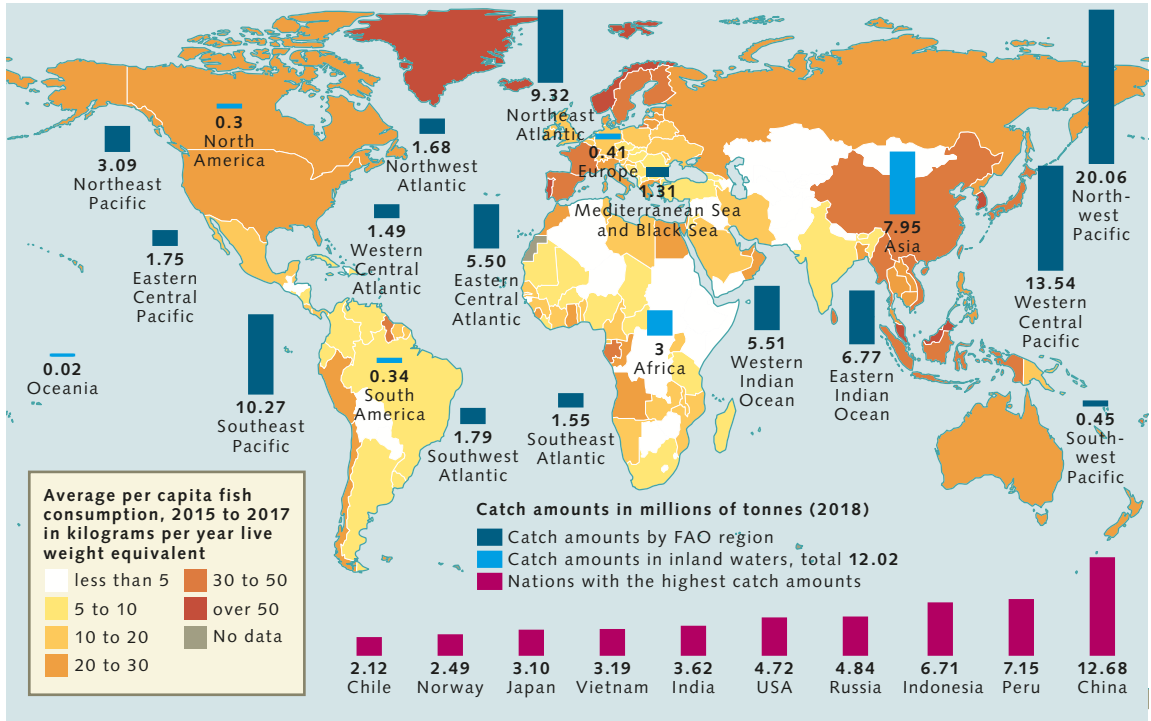 9.32
Northeast
Atlantic
0.3
North
America
3.09
Northeast
Pacific
1.68
Northwest
Atlantic
0.41
Europe
1.31
Mediterranean Sea
and Black Sea
7.95
Asia
20.06
North-
west
Pacific
1.75
Eastern
Central
Pacific
1.49
Western
Central
Atlantic
5.50
Eastern
Central
Atlantic
13.54
Western
Central
Pacific
0.02
Oceania
10.27
Southeast
Pacific
0.34
South
America
3
Africa
5.51
Western
Indian
Ocean
6.77
Eastern
Indian
Ocean
1.79
Southwest
Atlantic
1.55
Southeast
Atlantic
0.45
South-
west
Pacific
Average per capita fish
consumption, 2015 to 2017
in kilograms per year live
weight equivalent
less than 5
5 to 10
10 to 20
20 to 30
30 to 50
over 50
No data
Catch amounts in millions of tonnes (2018)
Catch amounts by FAO region
Catch amounts in inland waters, total 12.02
Nations with the highest catch amounts
2.12
Chile
2.49
Norway
3.10
Japan
3.19
Vietnam
3.62
India
4.72
USA
4.84
Russia
6.71
Indonesia
7.15
Peru
12.68
China